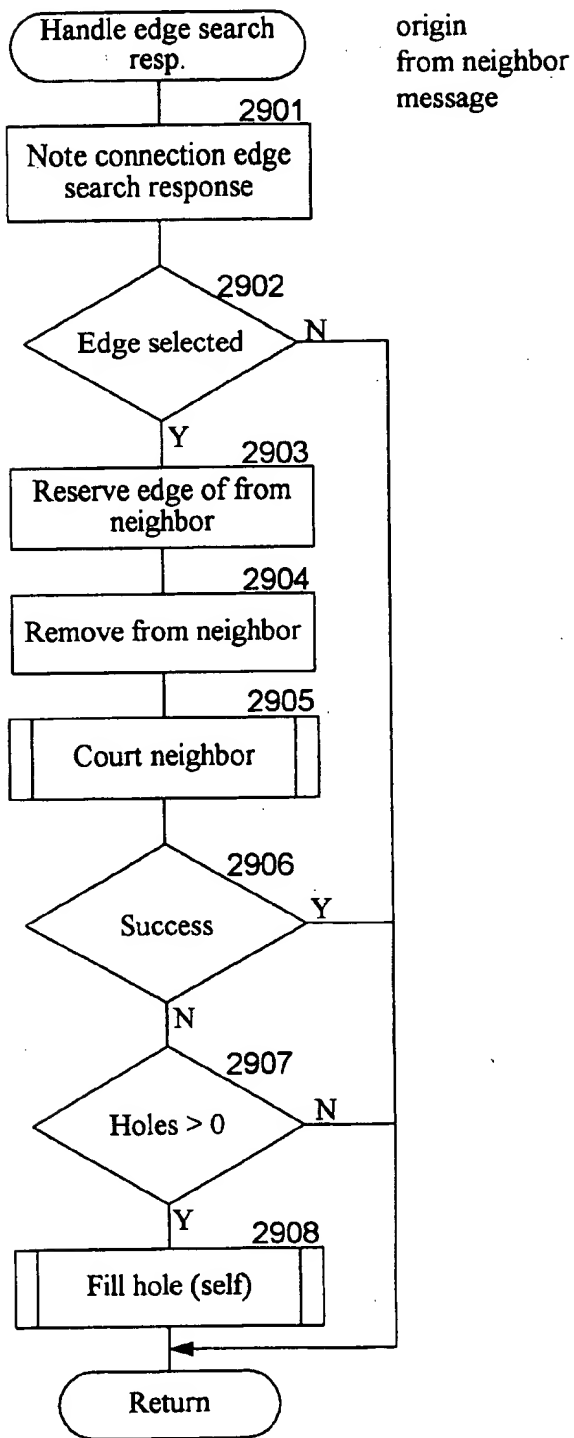 Handle edge search
resp.
origin
from neighbor
message
2901
Note connection edge
search response
2902
Edge selected
N
Y
2903
Reserve edge of from
neighbor
2904
Remove from neighbor
2905
Court neighbor
2906
Success
Y
N
2907
Holes > 0
N
Y
2908
Fill hole (self)
Return